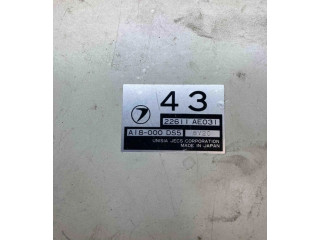 43
22611 AE031
A18-000 D55
UNISIA JECS CORPORATION
MADE IN JAPAN